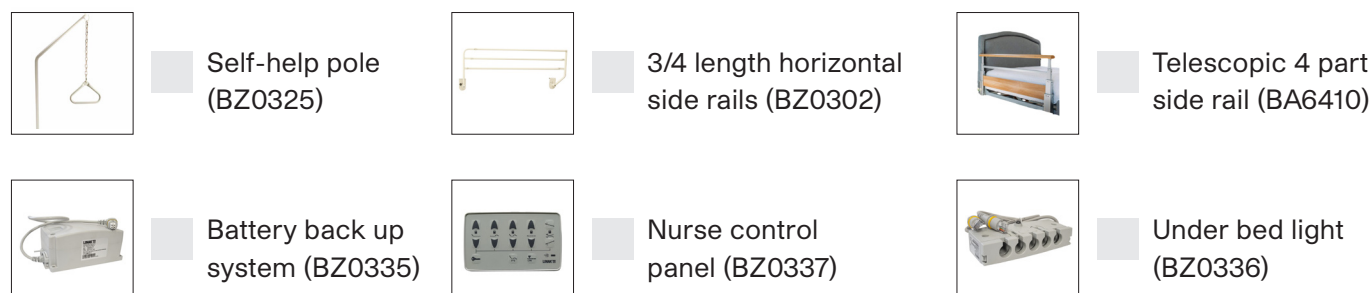 Self-help pole
(BZ0325)
3/4 length horizontal
side rails (BZ0302)
Telescopic 4 part
side rail (BA6410)
Battery back up
system (BZ0335)
Nurse control
panel (BZ0337)
Under bed light
(BZ0336)